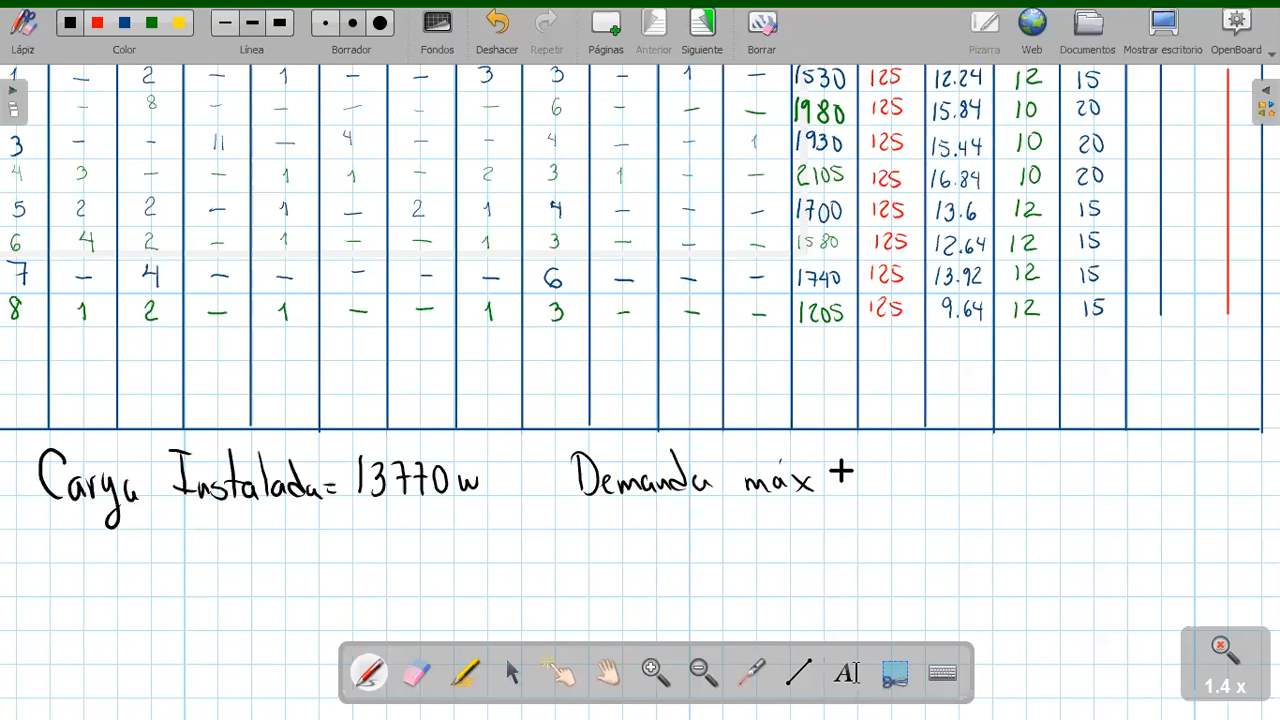 Lápiz Color Línea Borrador Fondos Deshacer Repetir Páginas Anterior Siguiente Borrar Pizarra Web Documentos Mostrar escritorio OpenBoard
1 – 2 – 1 – – 3 3 – 1 – 1530 125 12.24 12 15
- 8 - - - - - 6 - - - 1980 125 15.84 10 20
3 - - 11 - 4 - - 4 - - 1 1930 125 15.44 10 20
4 3 - - 1 1 - 2 3 1 - - 2105 125 16.84 10 20
5 2 2 - 1 - 2 1 4 - - - 1700 125 13.6 12 15
6 4 2 - 1 - - 1 3 - - - 1580 125 12.64 12 15
7 - 4 - - - - - 6 - - - 1740 125 13.92 12 15
8 1 2 - 1 - - 1 3 - - - 1205 125 9.64 12 15
Carga Instalada= 13770w Demanda máx
1.4 x